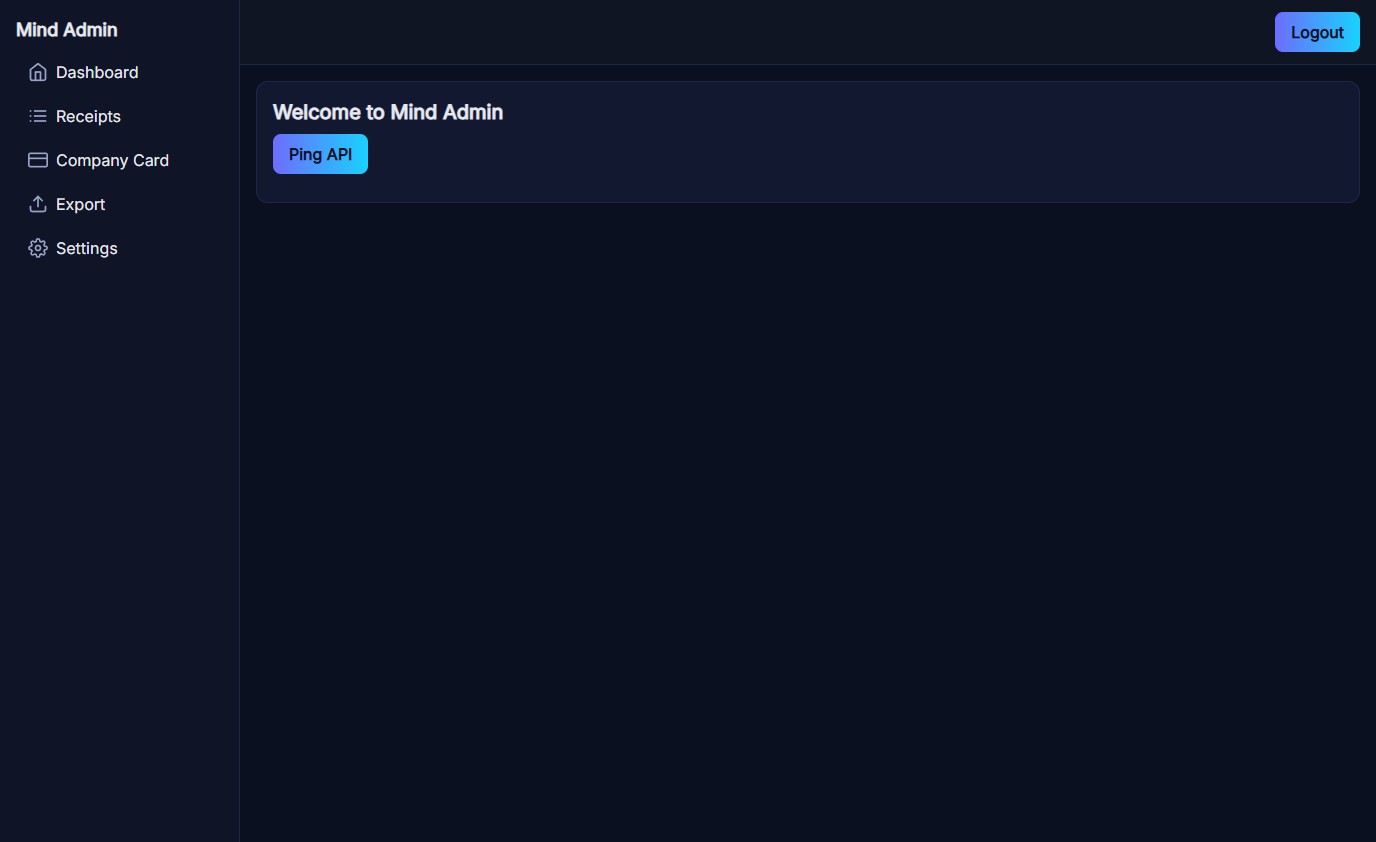 Mind Admin
Logout
Dashboard
Receipts
Company Card
Export
Settings
Welcome to Mind Admin
Ping API